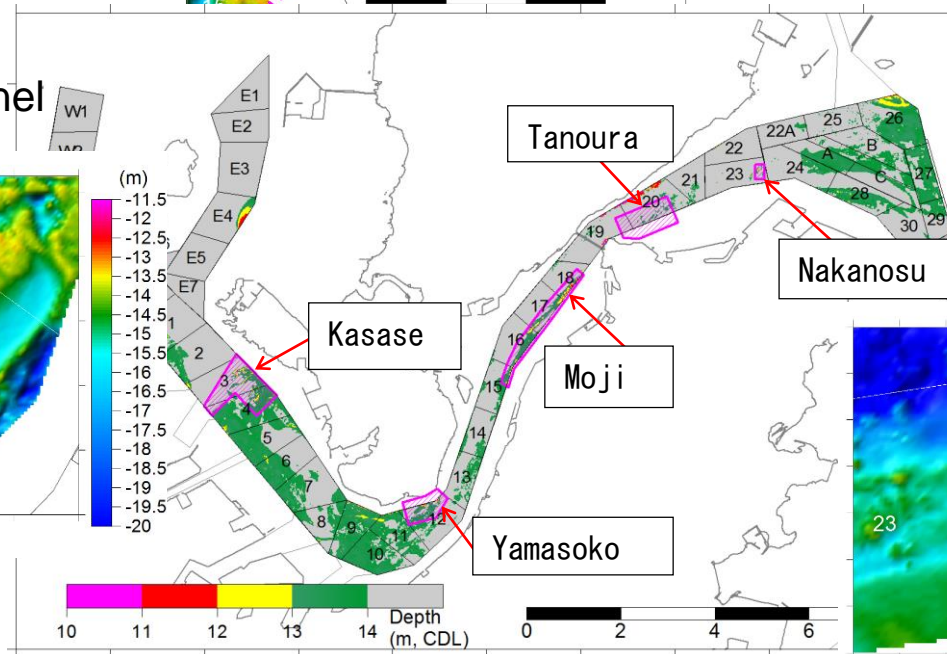 nel
W1
W2
E1
E2
E3
E4
E5
E7
(m)
-11.5
-12
-12.5
-13
-13.5
-14
-14.5
-15
-15.5
-16
-16.5
-17
-17.5
-18
-18.5
-19
-19.5
-20
Tanoura
Kasase
Moji
Yamasoko
Nakanosu
1
2
3
4
5
6
7
8
9
10
11
12
13
14
15
16
17
18
19
20
21
22
23
22A
24
25
26
A
B
C
27
28
29
30
23
10 11 12 13 14
Depth
(m, CDL)
0 2 4 6